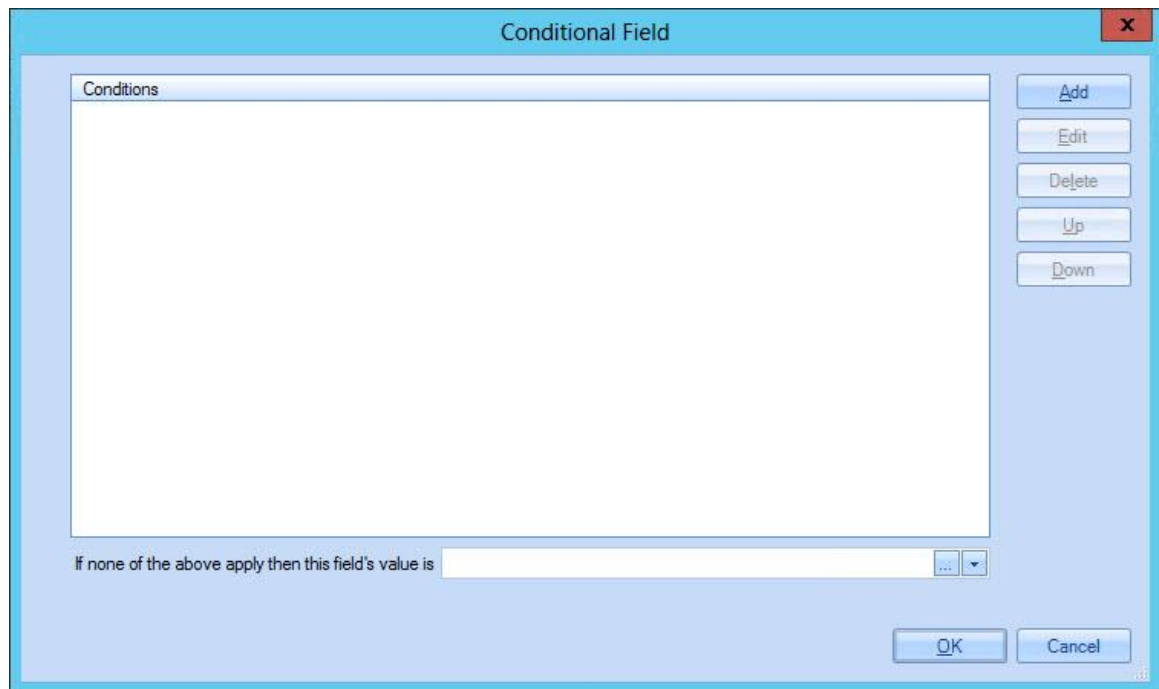 Conditional Field
x
Conditions
Add
Edit
Delete
Up
Down
If none of the above apply then this field's value is
...
OK
Cancel